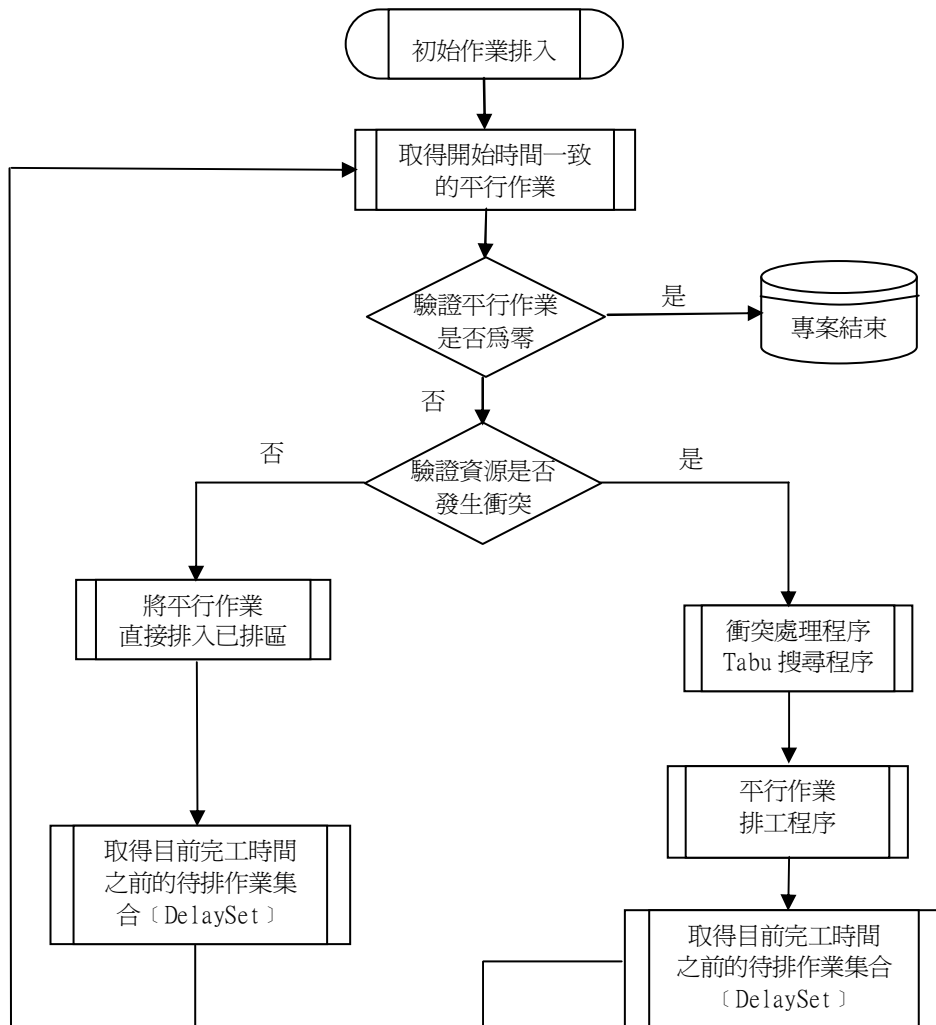 初始作業排入
取得開始時間一致
的平行作業
驗證平行作業
是否為零
是
專案結束
否
驗證資源是否
發生衝突
否
是
將平行作業
直接排入已排區
衝突處理程序
Tabu 搜尋程序
平行作業
排工程序
取得目前完工時間
之前的待排作業集
合〔DelaySet〕
取得目前完工時間
之前的待排作業集合
〔DelaySet〕